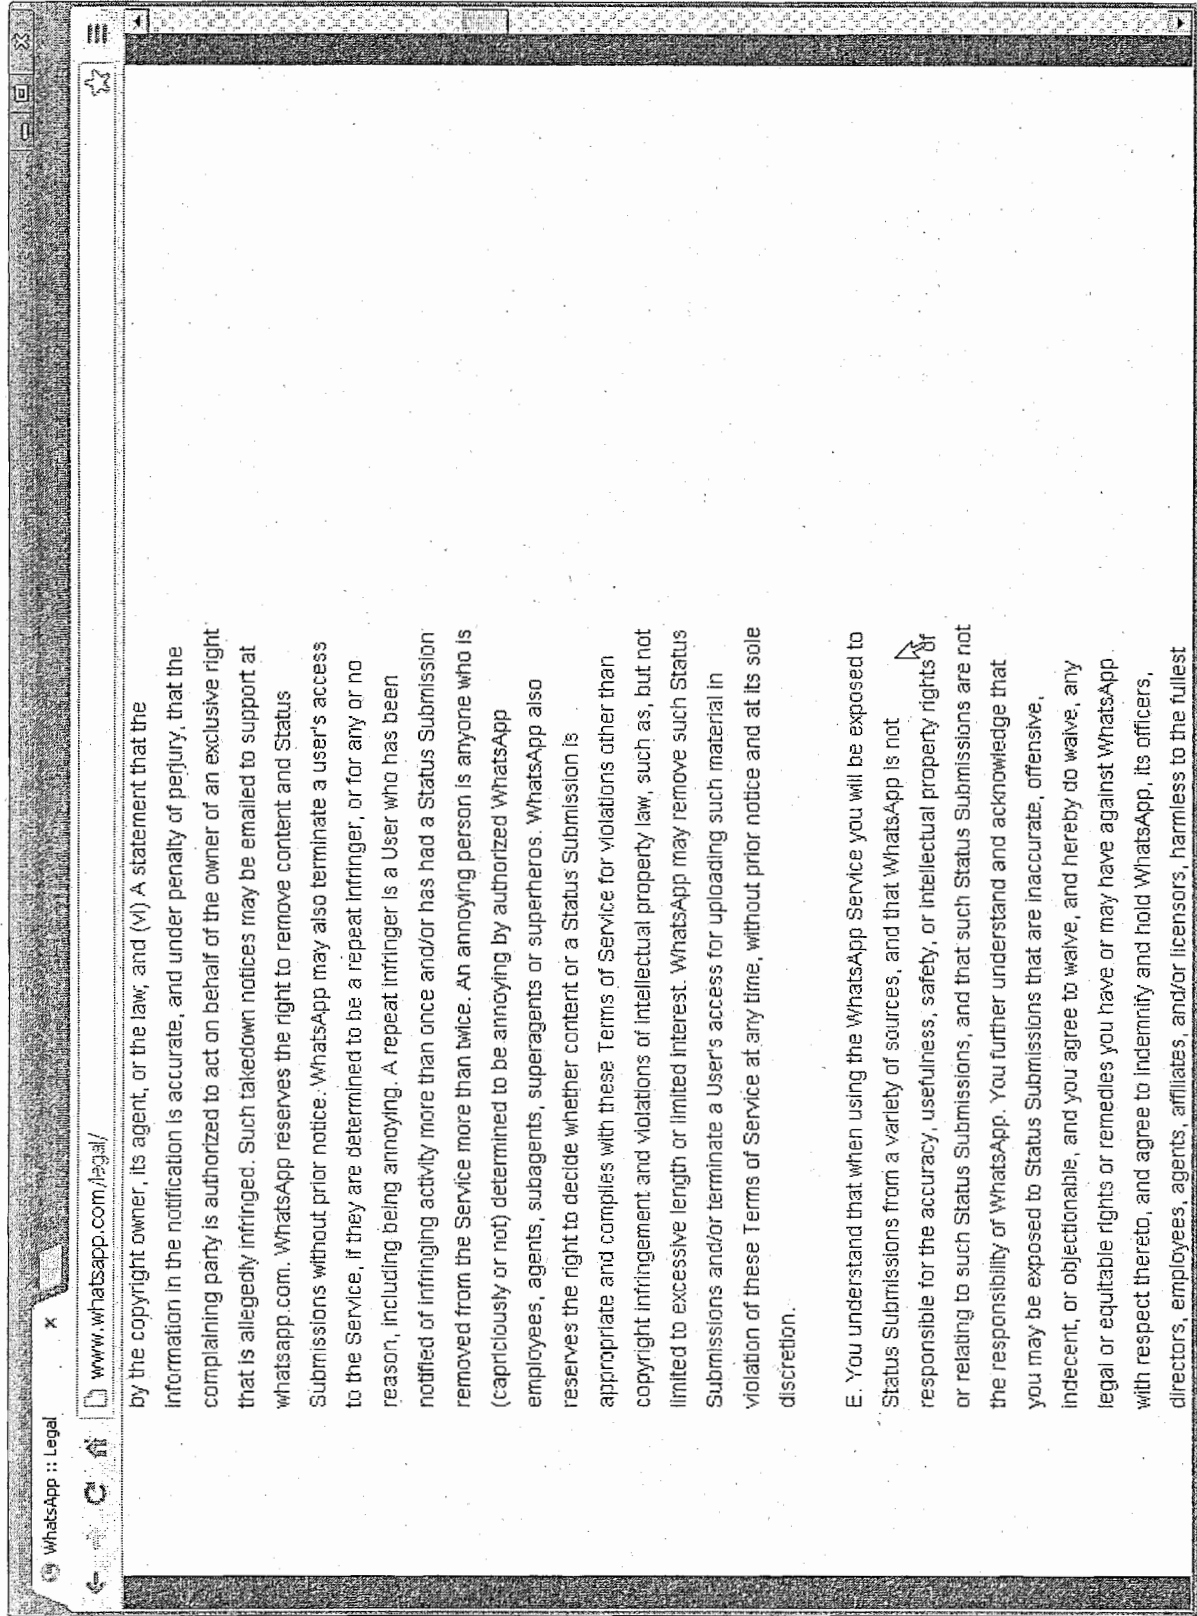 WhatsApp :: Legal
www.whatsapp.com/legal/
by the copyright owner, its agent, or the law; and (vi) A statement that the
information in the notification is accurate, and under penalty of perjury, that the
complaining party is authorized to act on behalf of the owner of an exclusive right
that is allegedly infringed. Such takedown notices may be emailed to support at
whatsapp.com. WhatsApp reserves the right to remove content and Status
Submissions without prior notice. WhatsApp may also terminate a user's access
to the Service, if they are determined to be a repeat infringer, or for any or no
reason, including being annoying. A repeat infringer is a User who has been
notified of infringing activity more than once and/or has had a Status Submission
removed from the Service more than twice. An annoying person is anyone who is
(capriciously or not) determined to be annoying by authorized WhatsApp
employees, agents, subagents, superagents or superheros. WhatsApp also
reserves the right to decide whether content or a Status Submission is
appropriate and complies with these Terms of Service for violations other than
copyright infringement and violations of intellectual property law, such as, but not
limited to excessive length or limited interest. WhatsApp may remove such Status
Submissions and/or terminate a User's access for uploading such material in
violation of these Terms of Service at any time, without prior notice and at its sole
discretion.
E. You understand that when using the WhatsApp Service you will be exposed to
Status Submissions from a variety of sources, and that WhatsApp is not
responsible for the accuracy, usefulness, safety, or intellectual property rights of
or relating to such Status Submissions, and that such Status Submissions are not
the responsibility of WhatsApp. You further understand and acknowledge that
you may be exposed to Status Submissions that are inaccurate, offensive,
indecent, or objectionable, and you agree to waive, and hereby do waive, any
legal or equitable rights or remedies you have or may have against WhatsApp
with respect thereto, and agree to indemnify and hold WhatsApp, its officers,
directors, employees, agents, affiliates, and/or licensors, harmless to the fullest